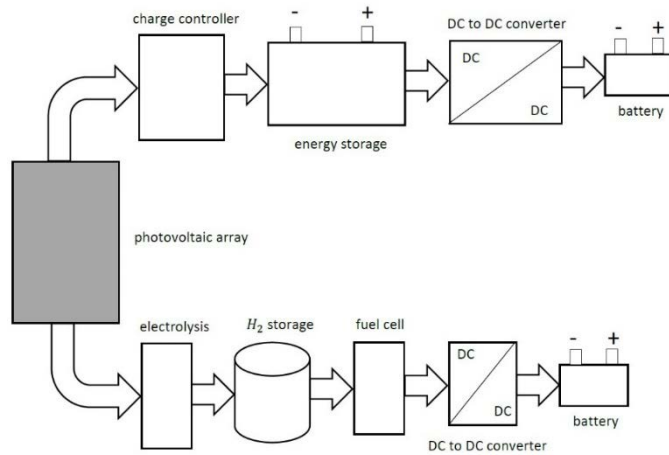 charge controller
- +
DC to DC converter
- +
DC
DC
energy storage
battery
photovoltaic array
electrolysis
H₂ storage
fuel cell
- +
DC
DC
battery
DC to DC converter